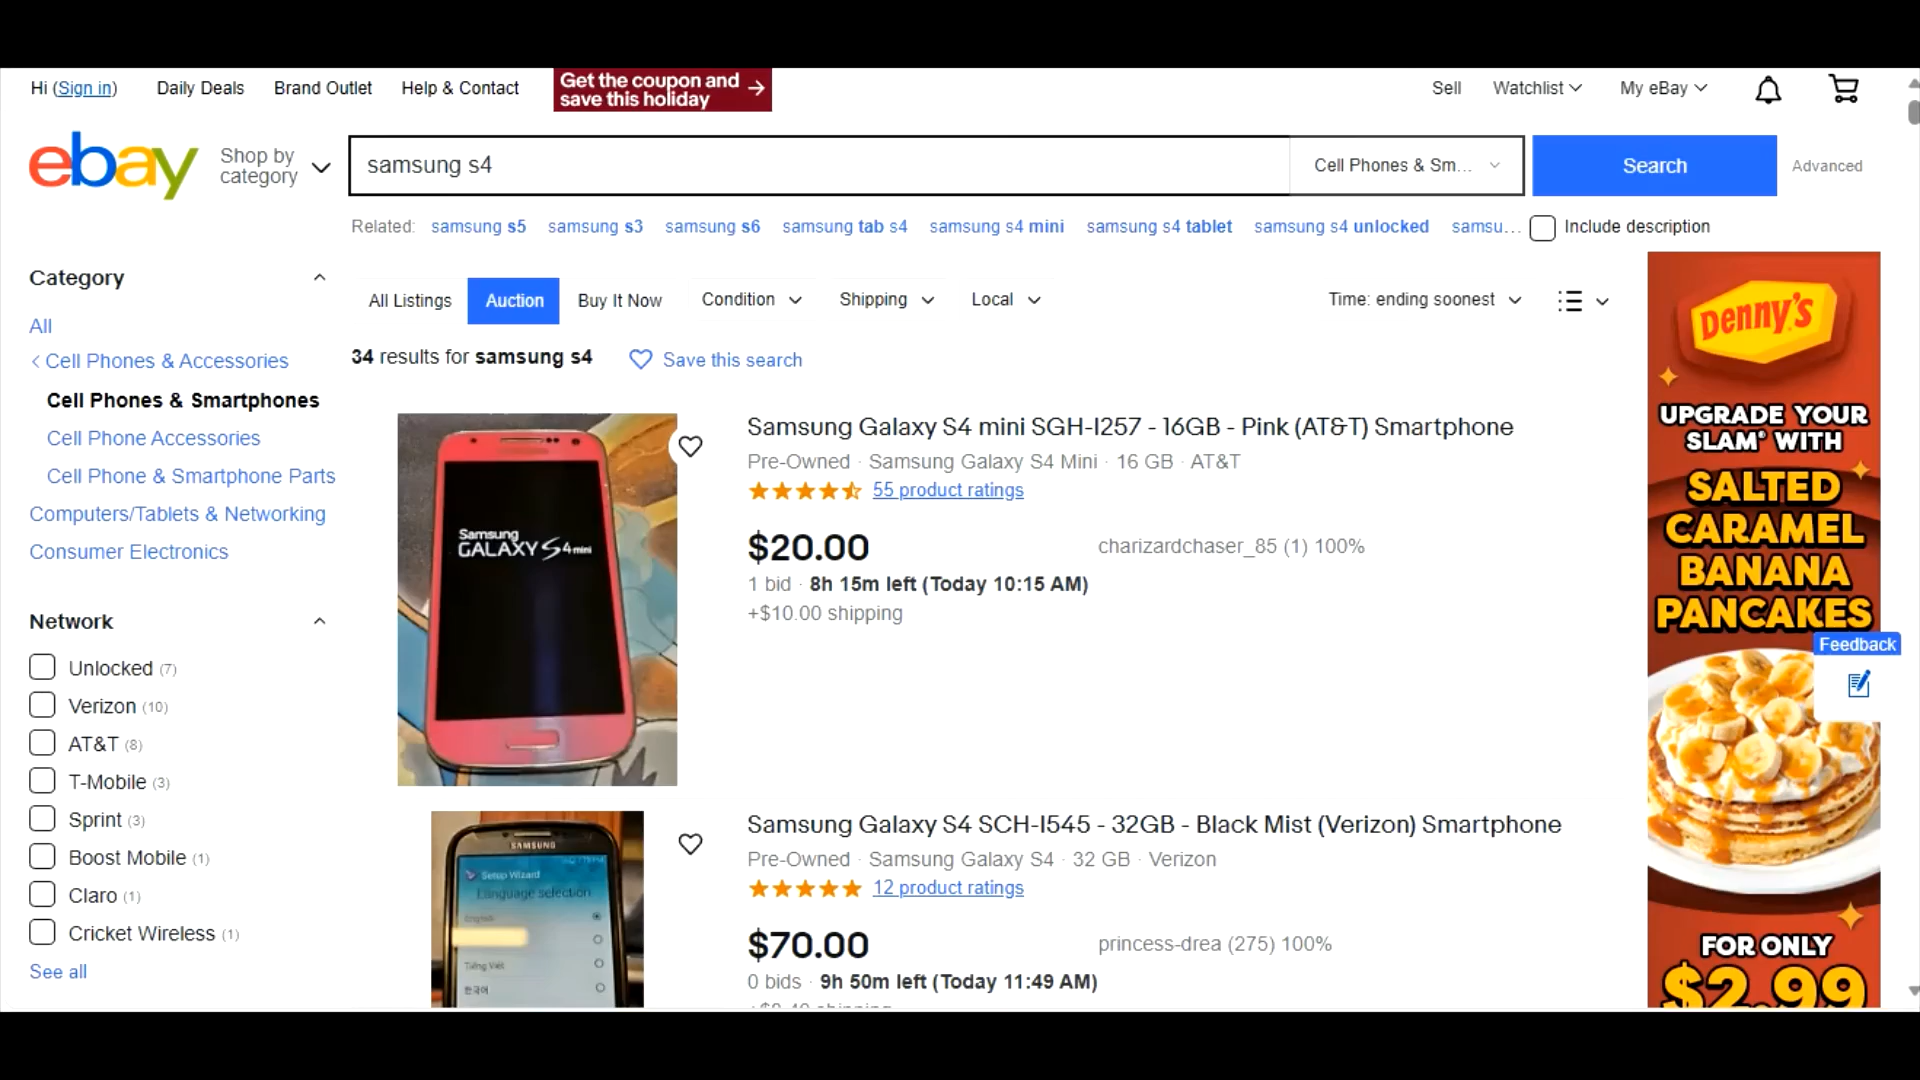 Hi (Sign in) Daily Deals Brand Outlet Help & Contact Get the coupon and save this holiday Sell Watchlist My eBay
ebay Shop by category samsung s4 Cell Phones & Sm... Search Advanced
Related: samsung s5 samsung s3 samsung s6 samsung tab s4 samsung s4 mini samsung s4 tablet samsung s4 unlocked samsu... Include description
Category
All
Cell Phones & Accessories
Cell Phones & Smartphones
Cell Phone Accessories
Cell Phone & Smartphone Parts
Computers/Tablets & Networking
Consumer Electronics
Network
Unlocked (7)
Verizon (10)
AT&T (8)
T-Mobile (3)
Sprint (3)
Boost Mobile (1)
Claro (1)
Cricket Wireless (1)
See all
All Listings Auction Buy It Now Condition Shipping Local Time: ending soonest
34 results for samsung s4 Save this search
Samsung
GALAXY S4 mini
Samsung Galaxy S4 mini SGH-I257 - 16GB - Pink (AT&T) Smartphone
Pre-Owned · Samsung Galaxy S4 Mini · 16 GB · AT&T
55 product ratings
$20.00 charizardchaser_85 (1) 100%
1 bid · 8h 15m left (Today 10:15 AM)
+$10.00 shipping
SAMSUNG
Setup Wizard
Language selection
English
Tiếng Việt
한국어
Samsung Galaxy S4 SCH-I545 - 32GB - Black Mist (Verizon) Smartphone
Pre-Owned · Samsung Galaxy S4 · 32 GB · Verizon
12 product ratings
$70.00 princess-drea (275) 100%
0 bids · 9h 50m left (Today 11:49 AM)
Denny's
UPGRADE YOUR
SLAM® WITH
SALTED
CARAMEL
BANANA
PANCAKES
Feedback
FOR ONLY
$2.99